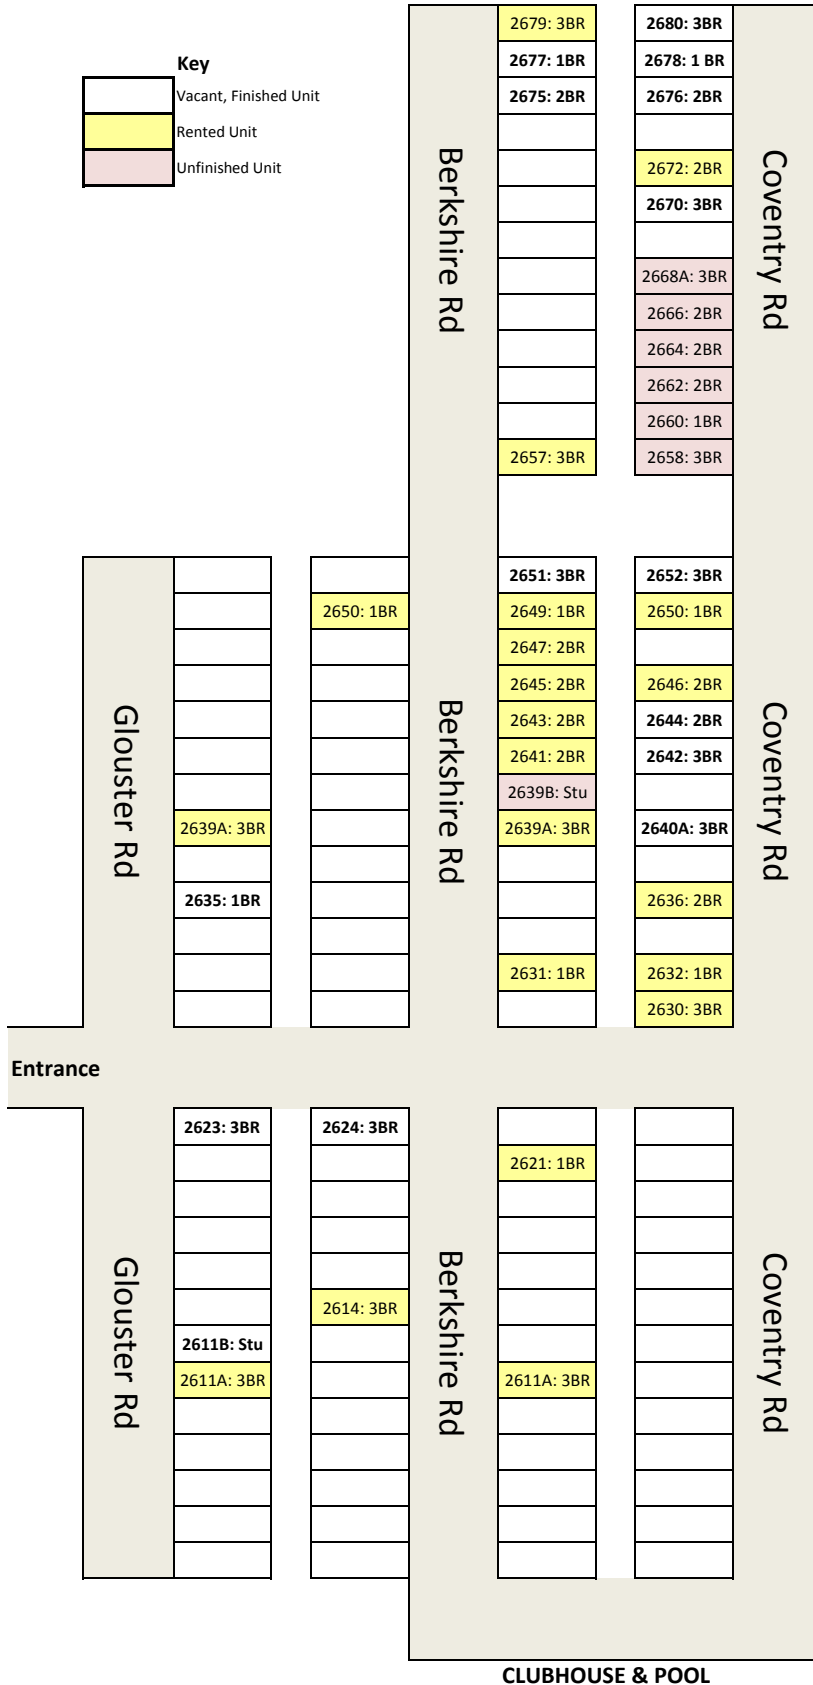 Key
Vacant, Finished Unit
Rented Unit
Unfinished Unit
2679: 3BR
2680: 3BR
2677: 1BR
2678: 1 BR
2675: 2BR
2676: 2BR
2672: 2BR
2670: 3BR
2668A: 3BR
2666: 2BR
2664: 2BR
2662: 2BR
2660: 1BR
2657: 3BR
2658: 3BR
Berkshire Rd
Coventry Rd
2651: 3BR
2652: 3BR
2650: 1BR
2649: 1BR
2650: 1BR
2647: 2BR
2645: 2BR
2646: 2BR
2643: 2BR
2644: 2BR
2641: 2BR
2642: 3BR
2639B: Stu
2639A: 3BR
2639A: 3BR
2640A: 3BR
2635: 1BR
2636: 2BR
2631: 1BR
2632: 1BR
2630: 3BR
Glouster Rd
Berkshire Rd
Coventry Rd
Entrance
2623: 3BR
2624: 3BR
2621: 1BR
2614: 3BR
2611B: Stu
2611A: 3BR
2611A: 3BR
Glouster Rd
Berkshire Rd
Coventry Rd
CLUBHOUSE & POOL